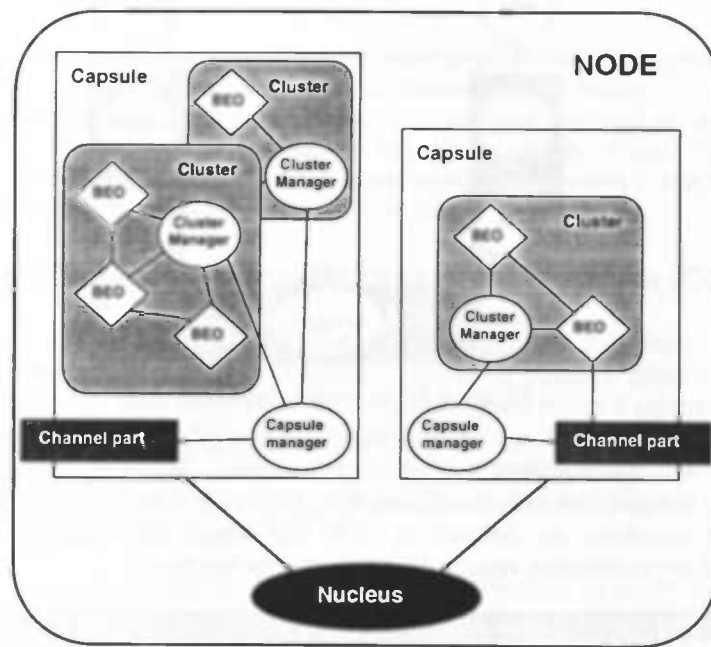 NODE
Capsule
Cluster
BEO
Cluster
Manager
Cluster
BEO
Cluster
Manager
BEO
BEO
Capsule
manager
Channel part
Capsule
Cluster
BEO
Cluster
Manager
BEO
Capsule
manager
Channel part
Nucleus